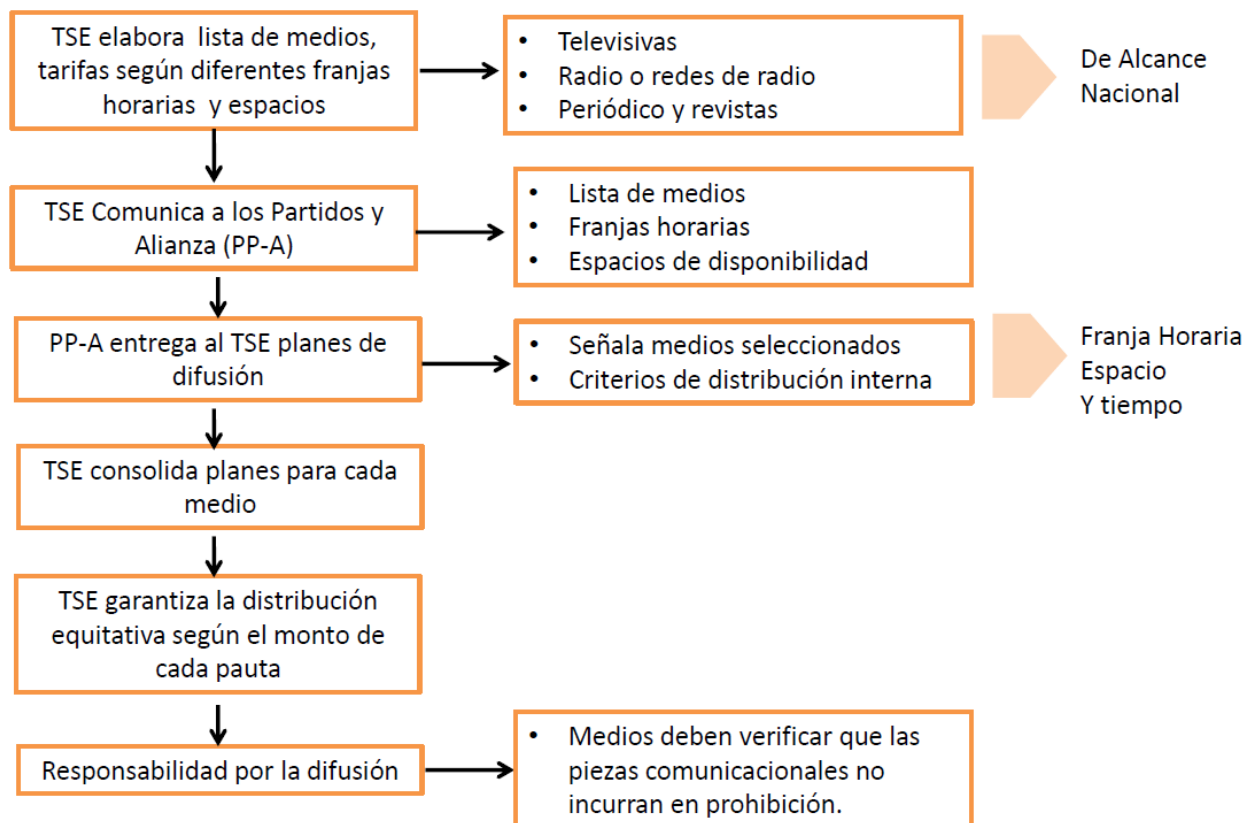 TSE elabora lista de medios,
tarifas según diferentes franjas
horarias y espacios
• Televisivas
• Radio o redes de radio
• Periódico y revistas
De Alcance
Nacional
TSE Comunica a los Partidos y
Alianza (PP-A)
• Lista de medios
• Franjas horarias
• Espacios de disponibilidad
PP-A entrega al TSE planes de
difusión
• Señala medios seleccionados
• Criterios de distribución interna
Franja Horaria
Espacio
Y tiempo
TSE consolida planes para cada
medio
TSE garantiza la distribución
equitativa según el monto de
cada pauta
Responsabilidad por la difusión
• Medios deben verificar que las
piezas comunicacionales no
incurran en prohibición.